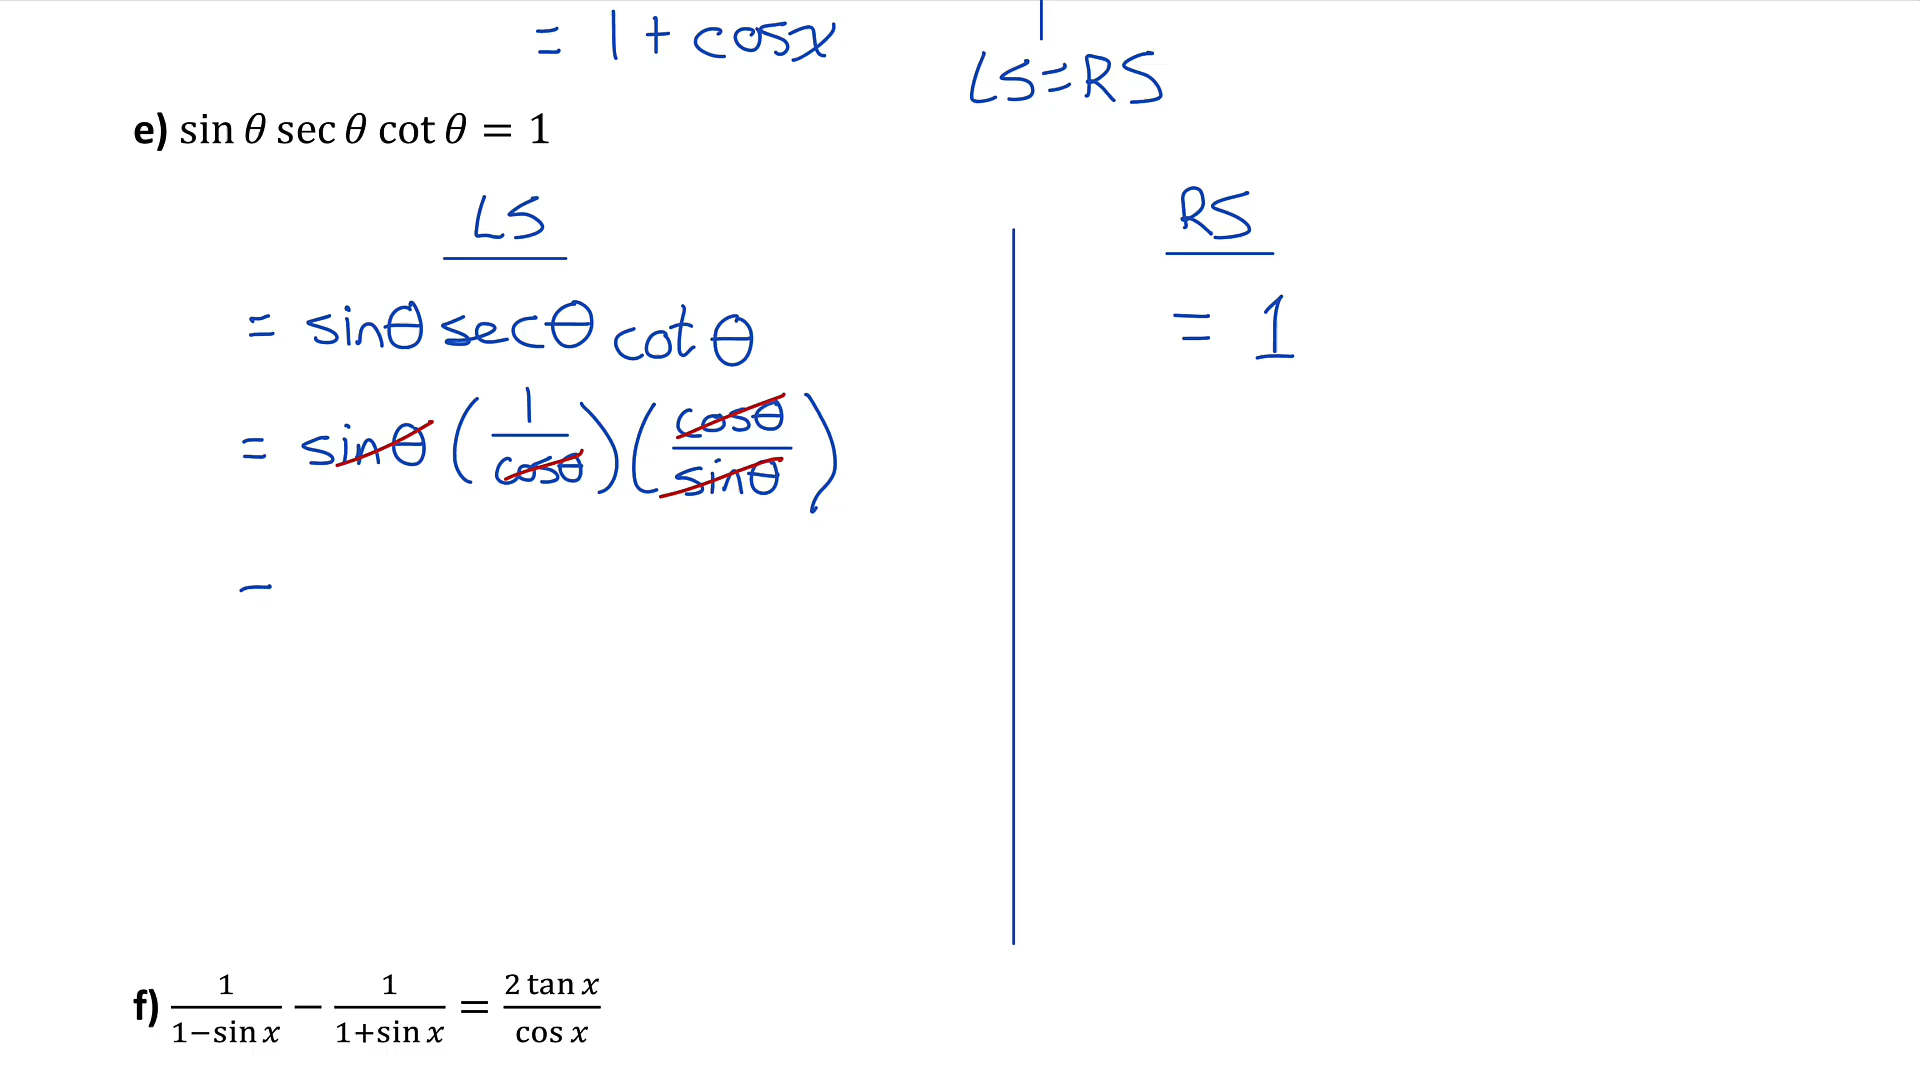 = 1 + cosx
LS=RS
e) sin θ sec θ cot θ = 1
LS
RS
= sinθ secθ cot θ
= 1
= sinθ (1/cosθ)(cosθ/sinθ)
–
f) 1/(1−sin x) − 1/(1+sin x) = 2 tan x/cos x